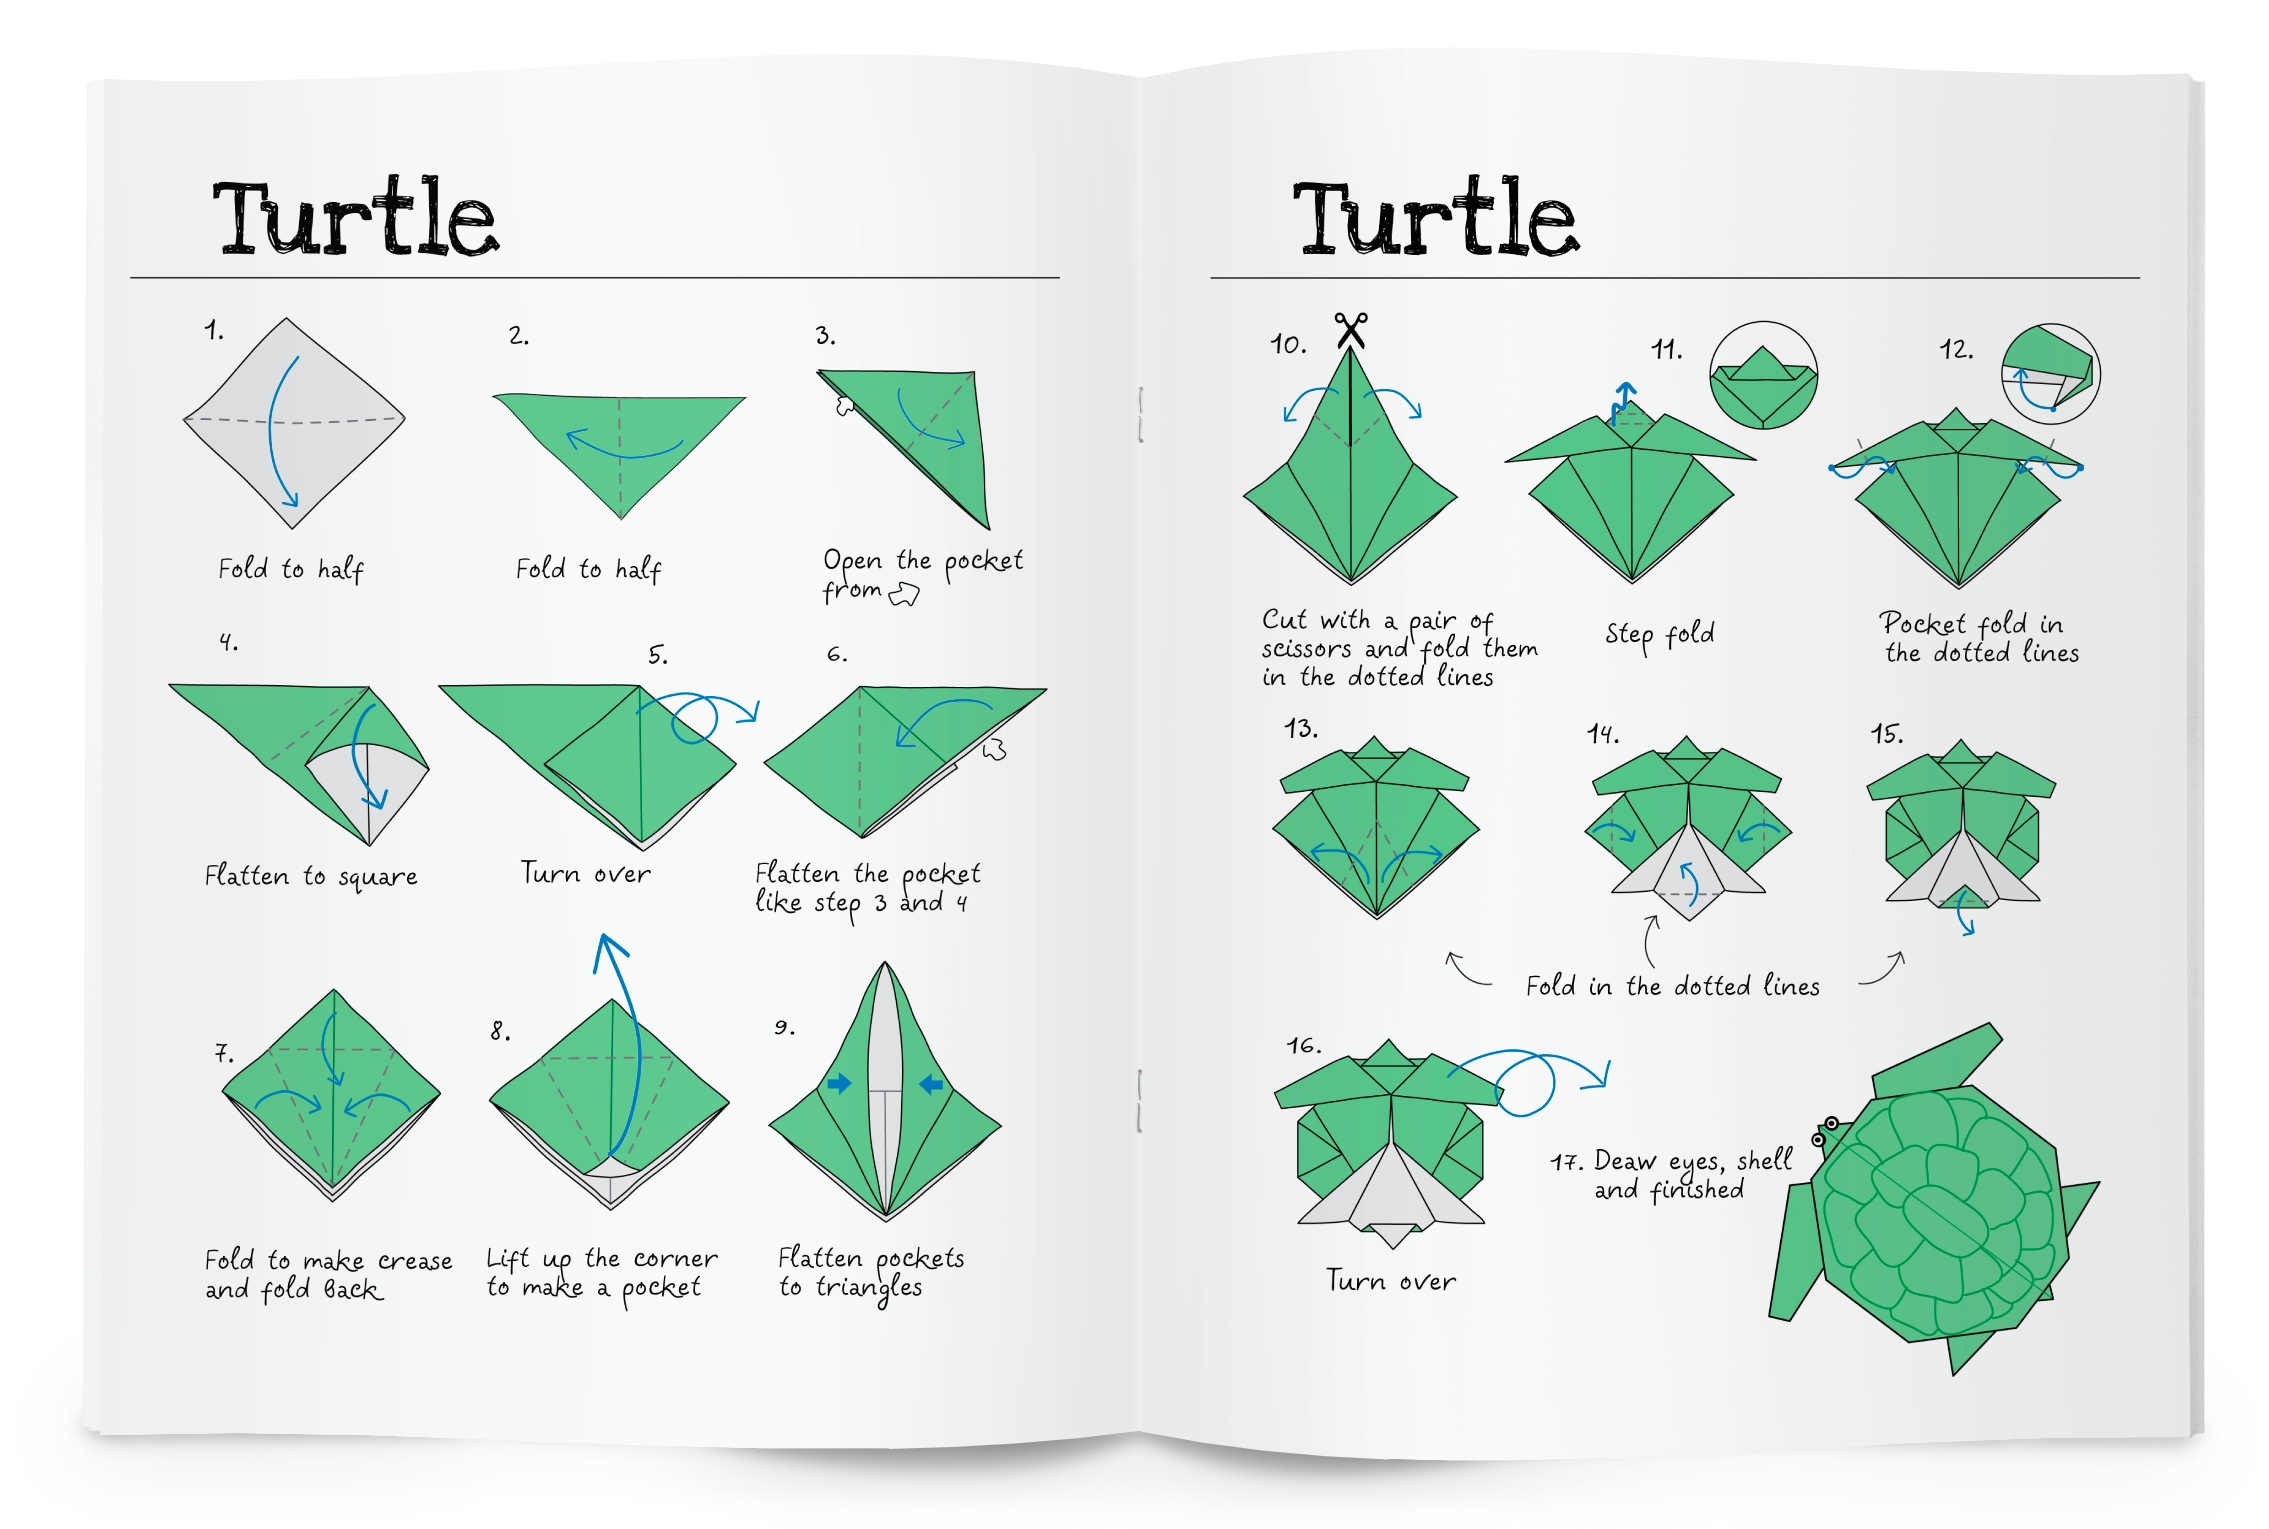 Turtle
1.
Fold to half
2.
Fold to half
3.
Open the pocket
from
4.
Flatten to square
5.
Turn over
6.
Flatten the pocket
like step 3 and 4
7.
Fold to make crease
and fold Back
8.
Lift up the corner
to make a pocket
9.
Flatten pockets
to triangles
Turtle
10.
Cut with a pair of
scissors and fold them
in the dotted lines
11.
Step fold
12.
Pocket fold in
the dotted lines
13.
14.
15.
Fold in the dotted lines
16.
Turn over
17. Deaw eyes, shell
and finished